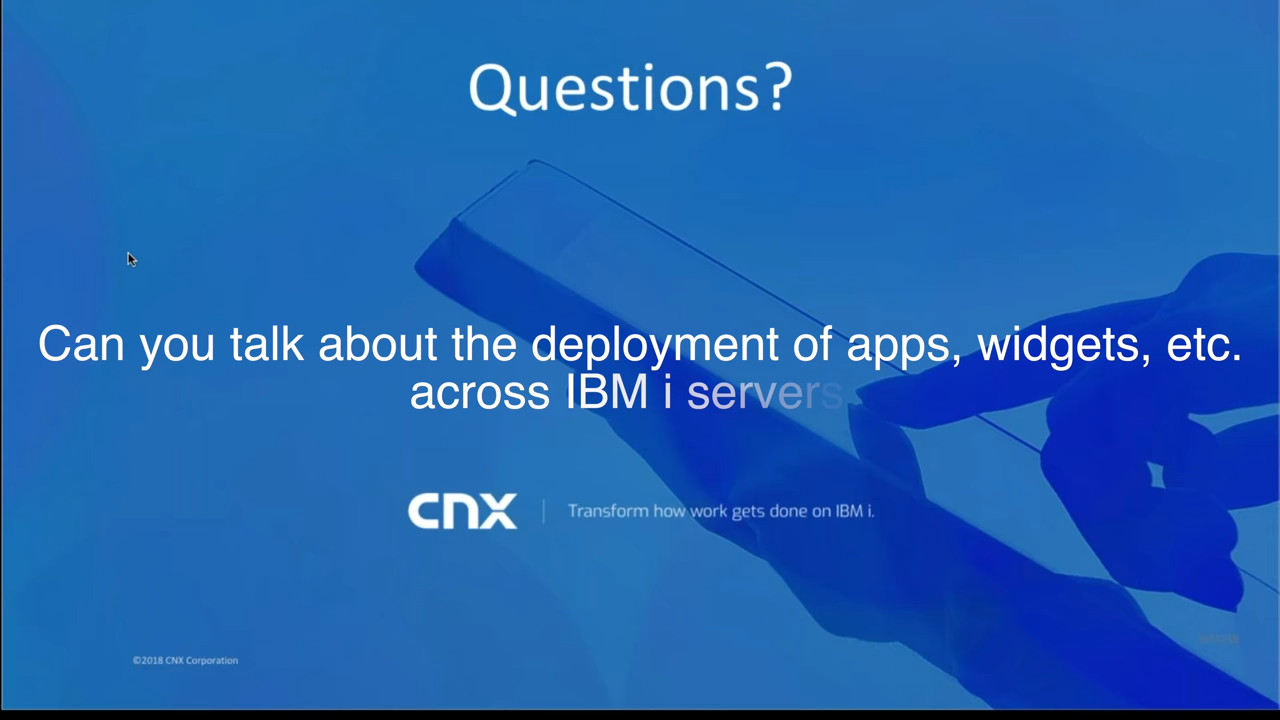 Questions?
Can you talk about the deployment of apps, widgets, etc.
across IBM i servers
cnx
Transform how work gets done on IBM i.
©2018 CNX Corporation